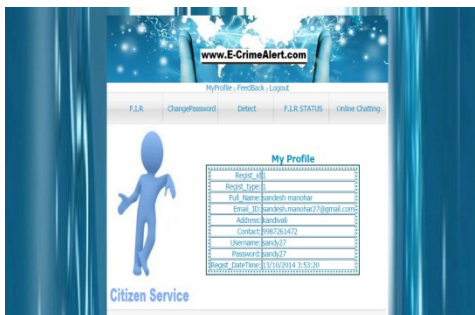 www.E-CrimeAlert.com
MyProfile :: FeedBack :: Logout
F.I.R ChangePassword Detect F.I.R STATUS Online Chatting
My Profile
Regist_id: 1
Regist_type: 1
Full_Name: sandesh manohar
Email_ID: sandesh.manohar27@gmail.com
Address: kandivali
Contact: 9987261472
Username: sandy27
Password: sandy27
Regist_DateTime: 13/10/2014 3:53:20
Citizen Service